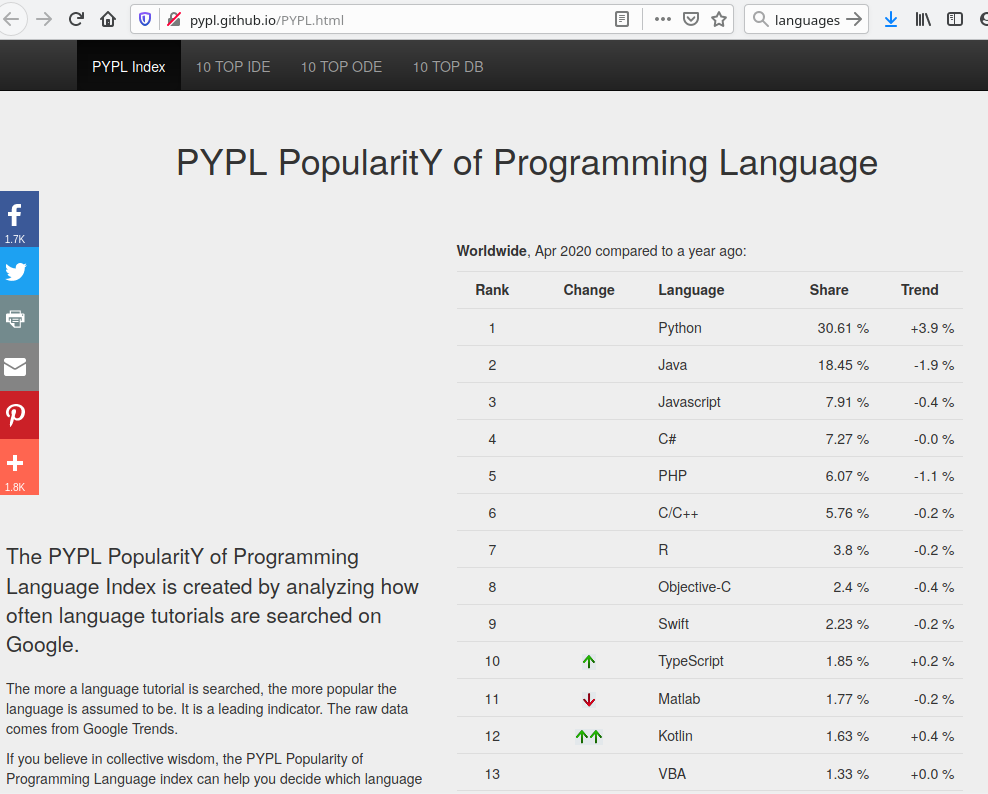 pypl.github.io/PYPL.html
languages
PYPL Index 10 TOP IDE 10 TOP ODE 10 TOP DB
PYPL PopularitY of Programming Language
1.7K
1.8K
The PYPL PopularitY of Programming
Language Index is created by analyzing how
often language tutorials are searched on
Google.
The more a language tutorial is searched, the more popular the
language is assumed to be. It is a leading indicator. The raw data
comes from Google Trends.
If you believe in collective wisdom, the PYPL Popularity of
Programming Language index can help you decide which language
Worldwide, Apr 2020 compared to a year ago:
Rank Change Language Share Trend
1 Python 30.61 % +3.9 %
2 Java 18.45 % -1.9 %
3 Javascript 7.91 % -0.4 %
4 C# 7.27 % -0.0 %
5 PHP 6.07 % -1.1 %
6 C/C++ 5.76 % -0.2 %
7 R 3.8 % -0.2 %
8 Objective-C 2.4 % -0.4 %
9 Swift 2.23 % -0.2 %
10 TypeScript 1.85 % +0.2 %
11 Matlab 1.77 % -0.2 %
12 Kotlin 1.63 % +0.4 %
13 VBA 1.33 % +0.0 %